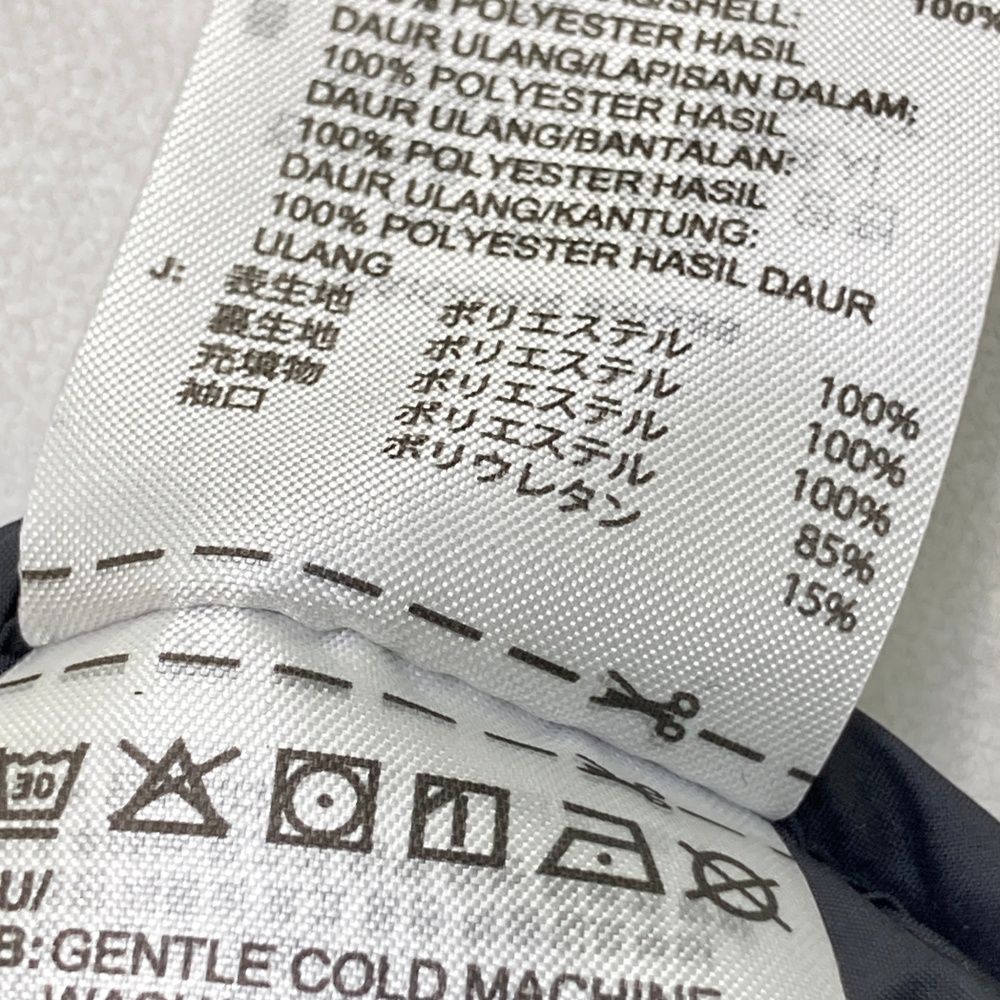 /SHELL:
100%
% POLYESTER HASIL
DAUR ULANG/LAPISAN DALAM:
100% POLYESTER HASIL
DAUR ULANG/BANTALAN:
100% POLYESTER HASIL
DAUR ULANG/KANTUNG:
100% POLYESTER HASIL DAUR
ULANG
J: 表生地 ポリエステル 100%
裏生地 ポリエステル 100%
充填物 ポリエステル 100%
袖口 ポリエステル 85%
ポリウレタン 15%
30
U/
B: GENTLE COLD MACHINE